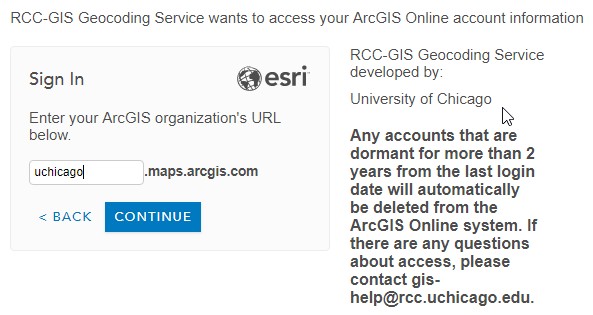 RCC-GIS Geocoding Service wants to access your ArcGIS Online account information
Sign In
esri
Enter your ArcGIS organization's URL
below.
uchicago .maps.arcgis.com
< BACK
CONTINUE
RCC-GIS Geocoding Service
developed by:
University of Chicago
Any accounts that are
dormant for more than 2
years from the last login
date will automatically
be deleted from the
ArcGIS Online system. If
there are any questions
about access, please
contact gis-
help@rcc.uchicago.edu.